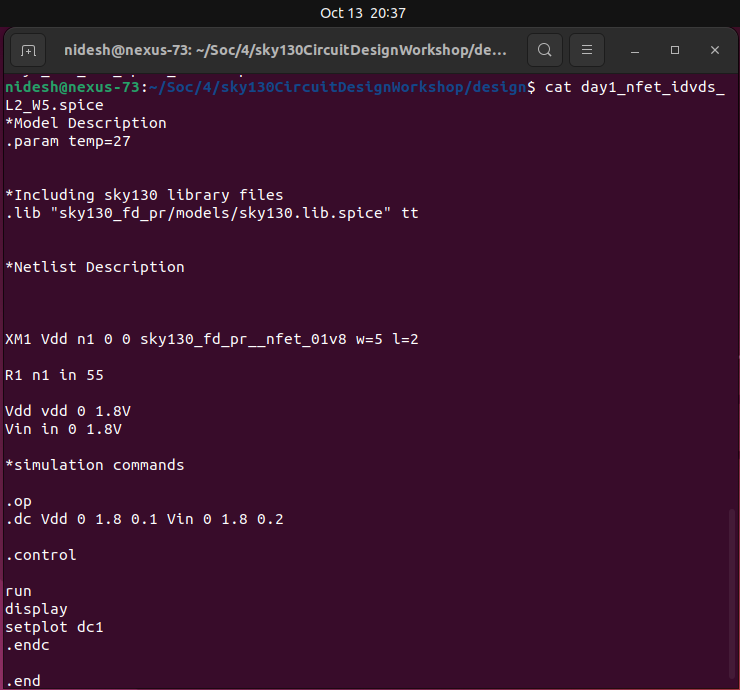 Oct 13 20:37
nidesh@nexus-73: ~/Soc/4/sky130CircuitDesignWorkshop/de...
nidesh@nexus-73:~/Soc/4/sky130CircuitDesignWorkshop/design$ cat day1_nfet_idvds_
L2_W5.spice
*Model Description
.param temp=27
*Including sky130 library files
.lib "sky130_fd_pr/models/sky130.lib.spice" tt
*Netlist Description
XM1 Vdd n1 0 0 sky130_fd_pr__nfet_01v8 w=5 l=2
R1 n1 in 55
Vdd vdd 0 1.8V
Vin in 0 1.8V
*simulation commands
.op
.dc Vdd 0 1.8 0.1 Vin 0 1.8 0.2
.control
run
display
setplot dc1
.endc
.end